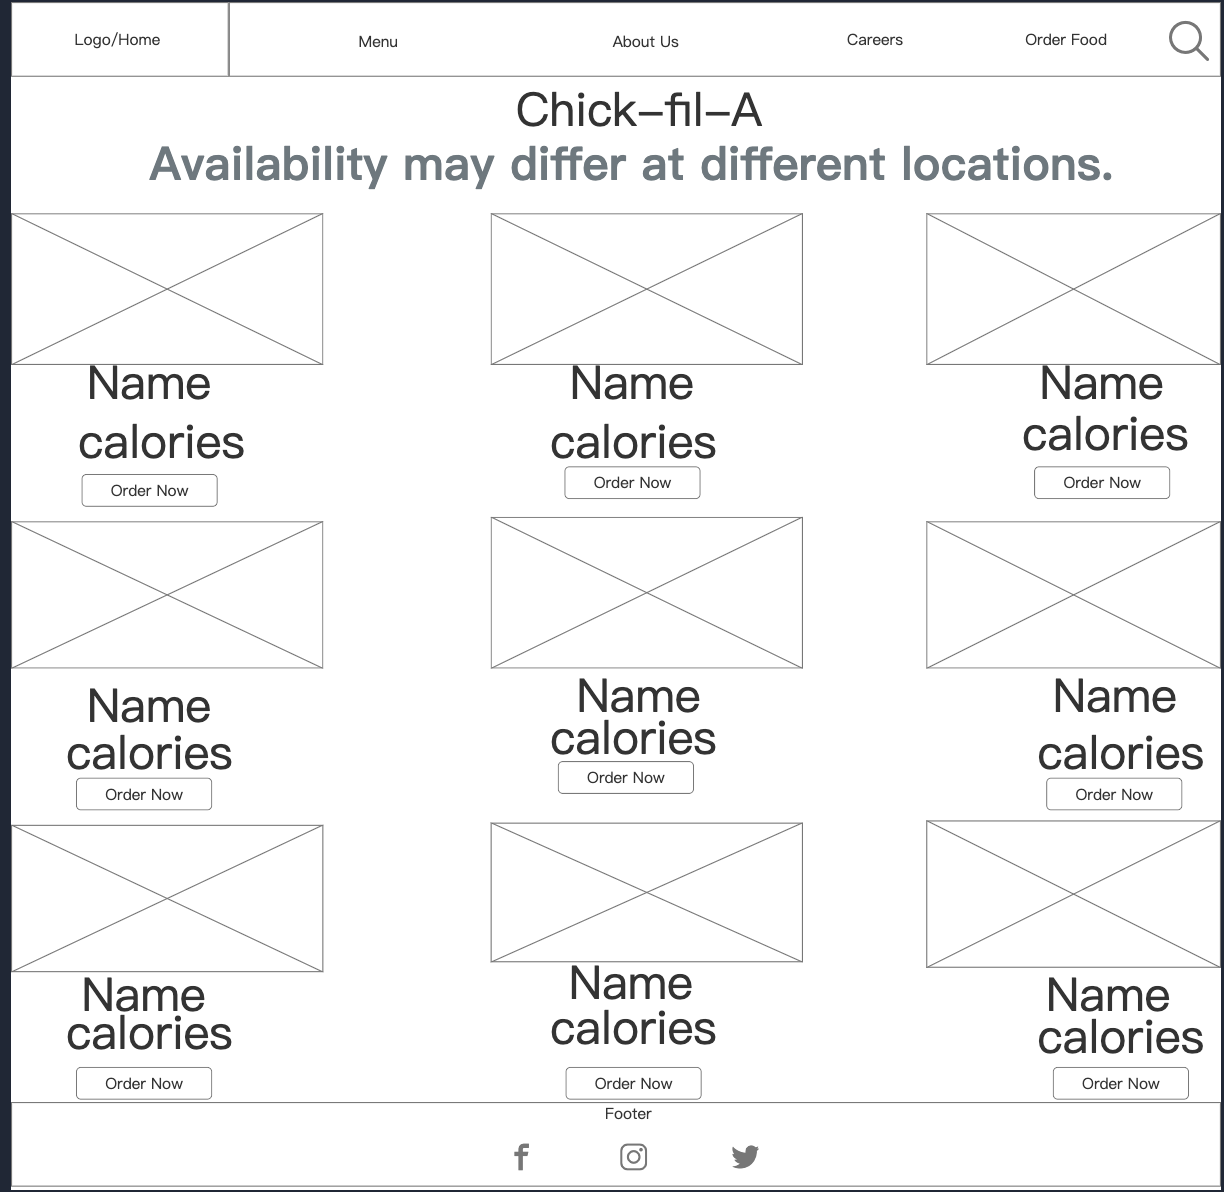 Logo/Home Menu About Us Careers Order Food
Chick-fil-A
Availability may differ at different locations.
Name Name Name
calories calories calories
Order Now Order Now Order Now
Name Name Name
calories calories calories
Order Now Order Now Order Now
Name Name Name
calories calories calories
Order Now Order Now Order Now
Footer